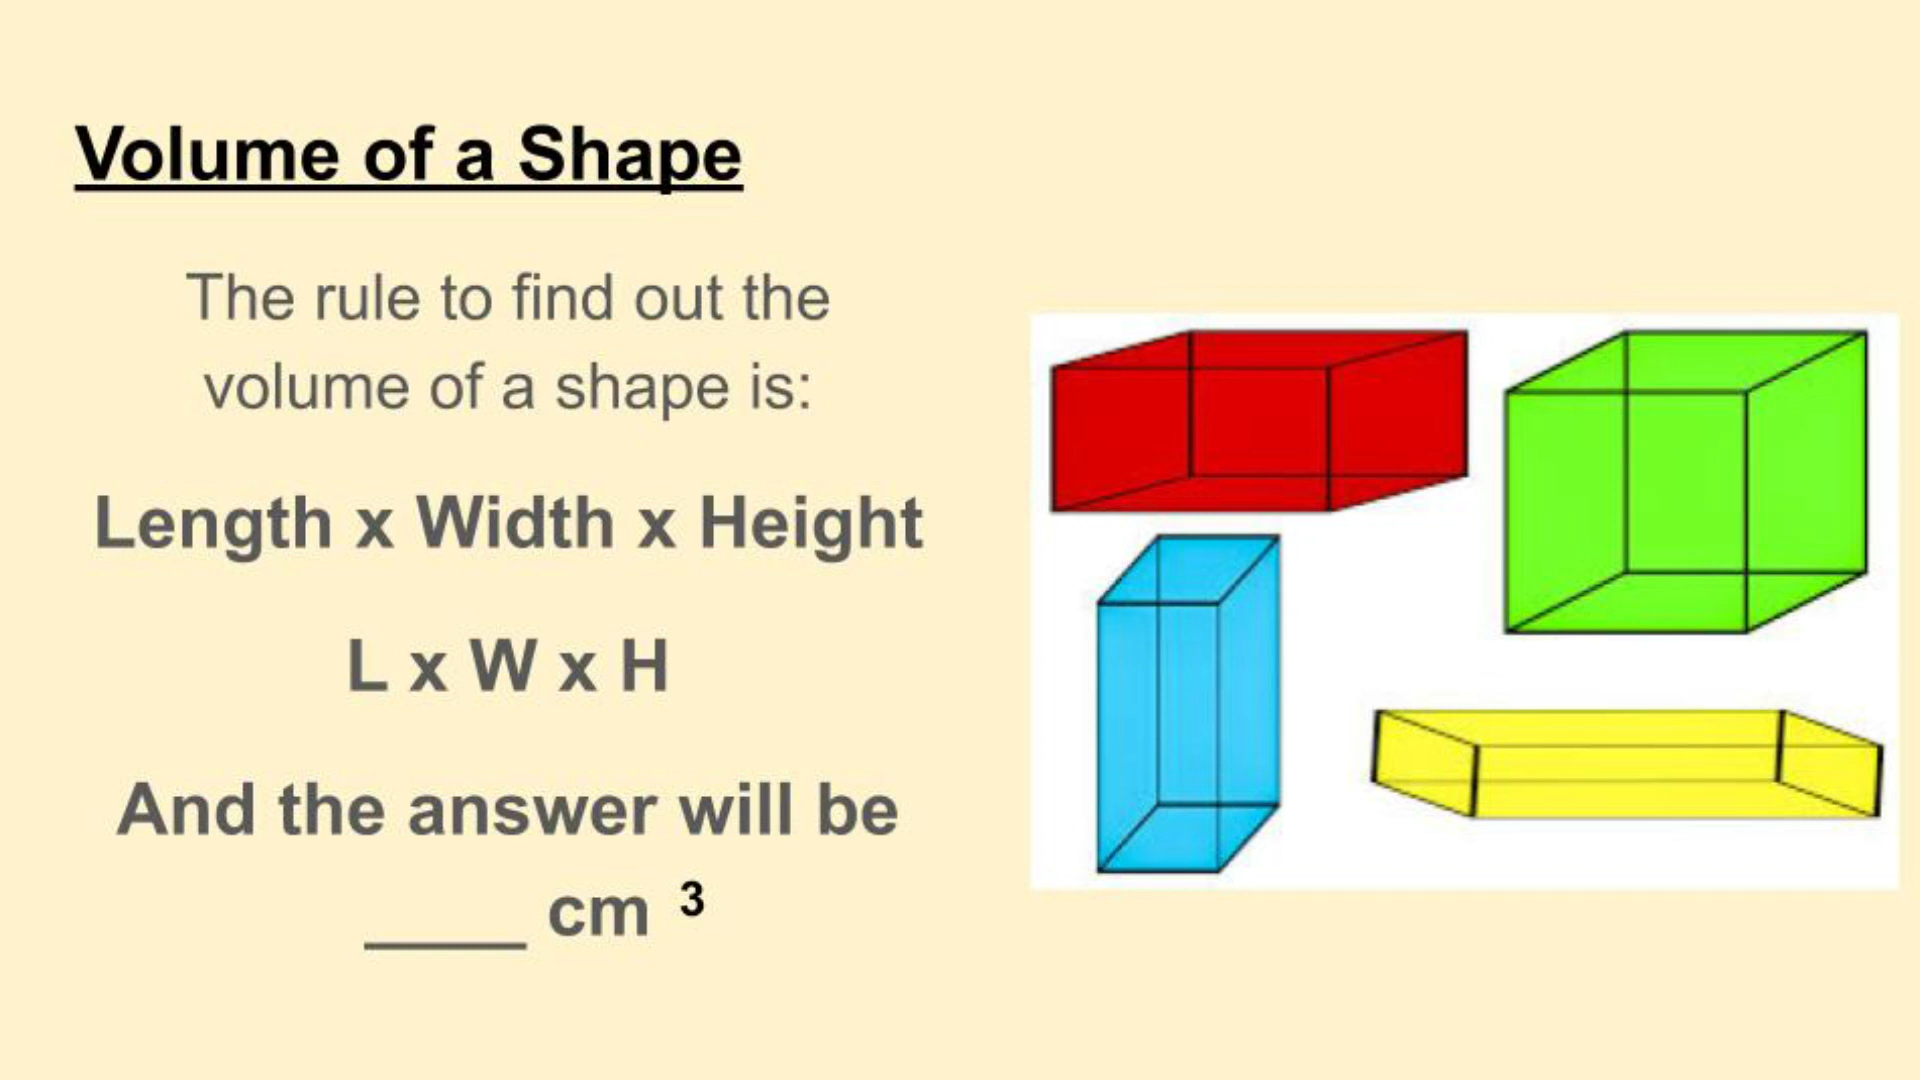 Volume of a Shape
The rule to find out the
volume of a shape is:
Length x Width x Height
L x W x H
And the answer will be
____ cm ³